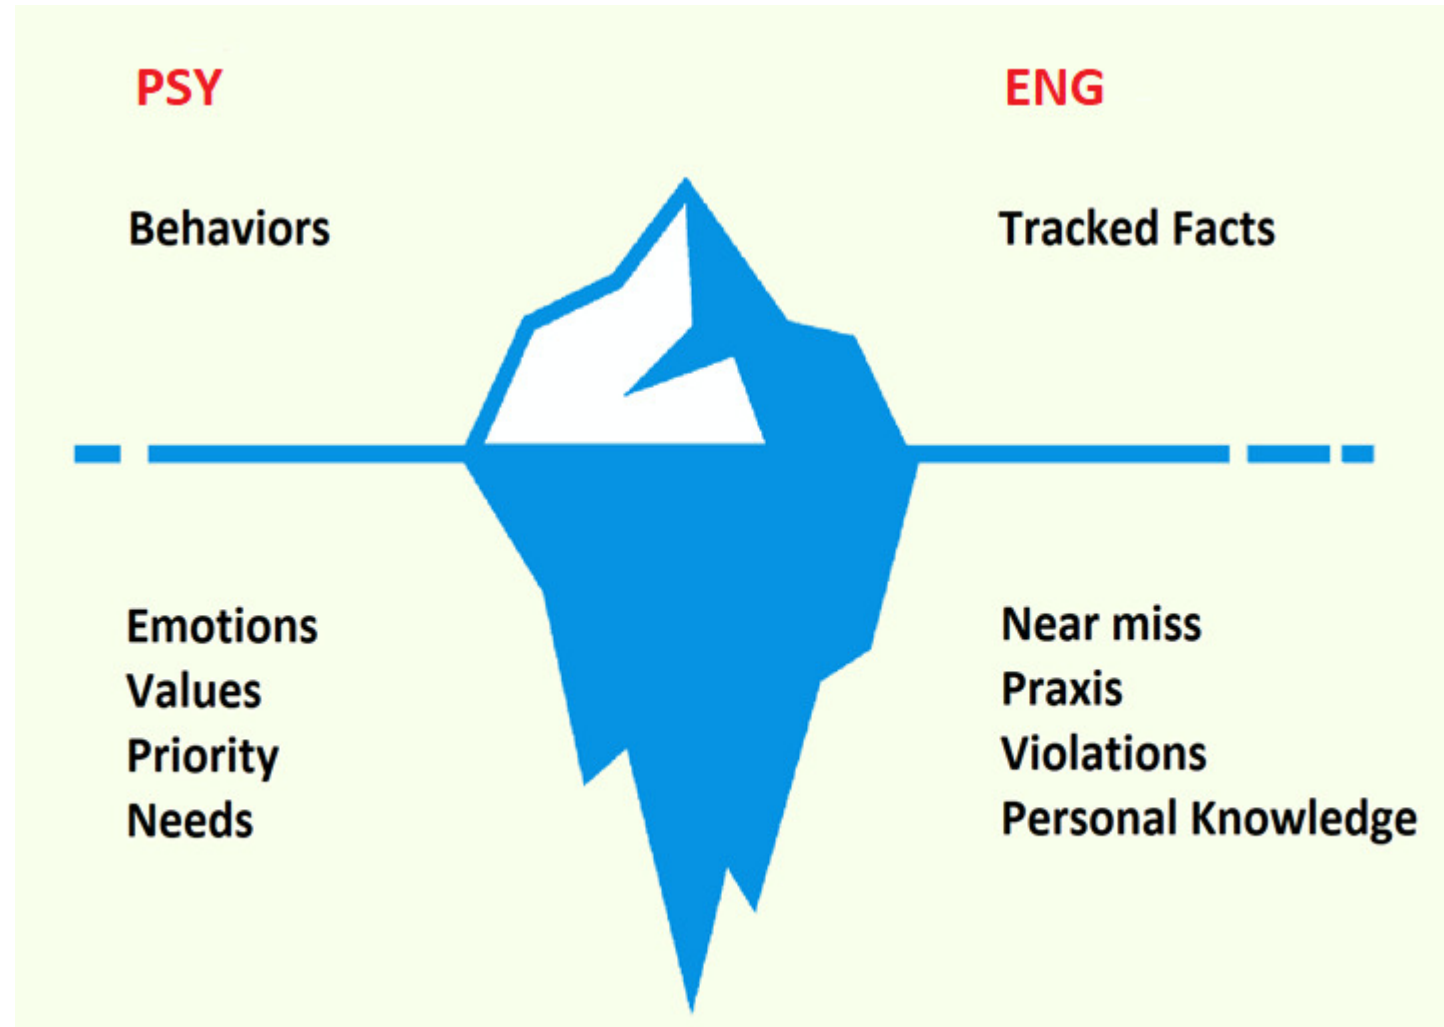 PSY
ENG
Behaviors
Tracked Facts
Emotions
Values
Priority
Needs
Near miss
Praxis
Violations
Personal Knowledge